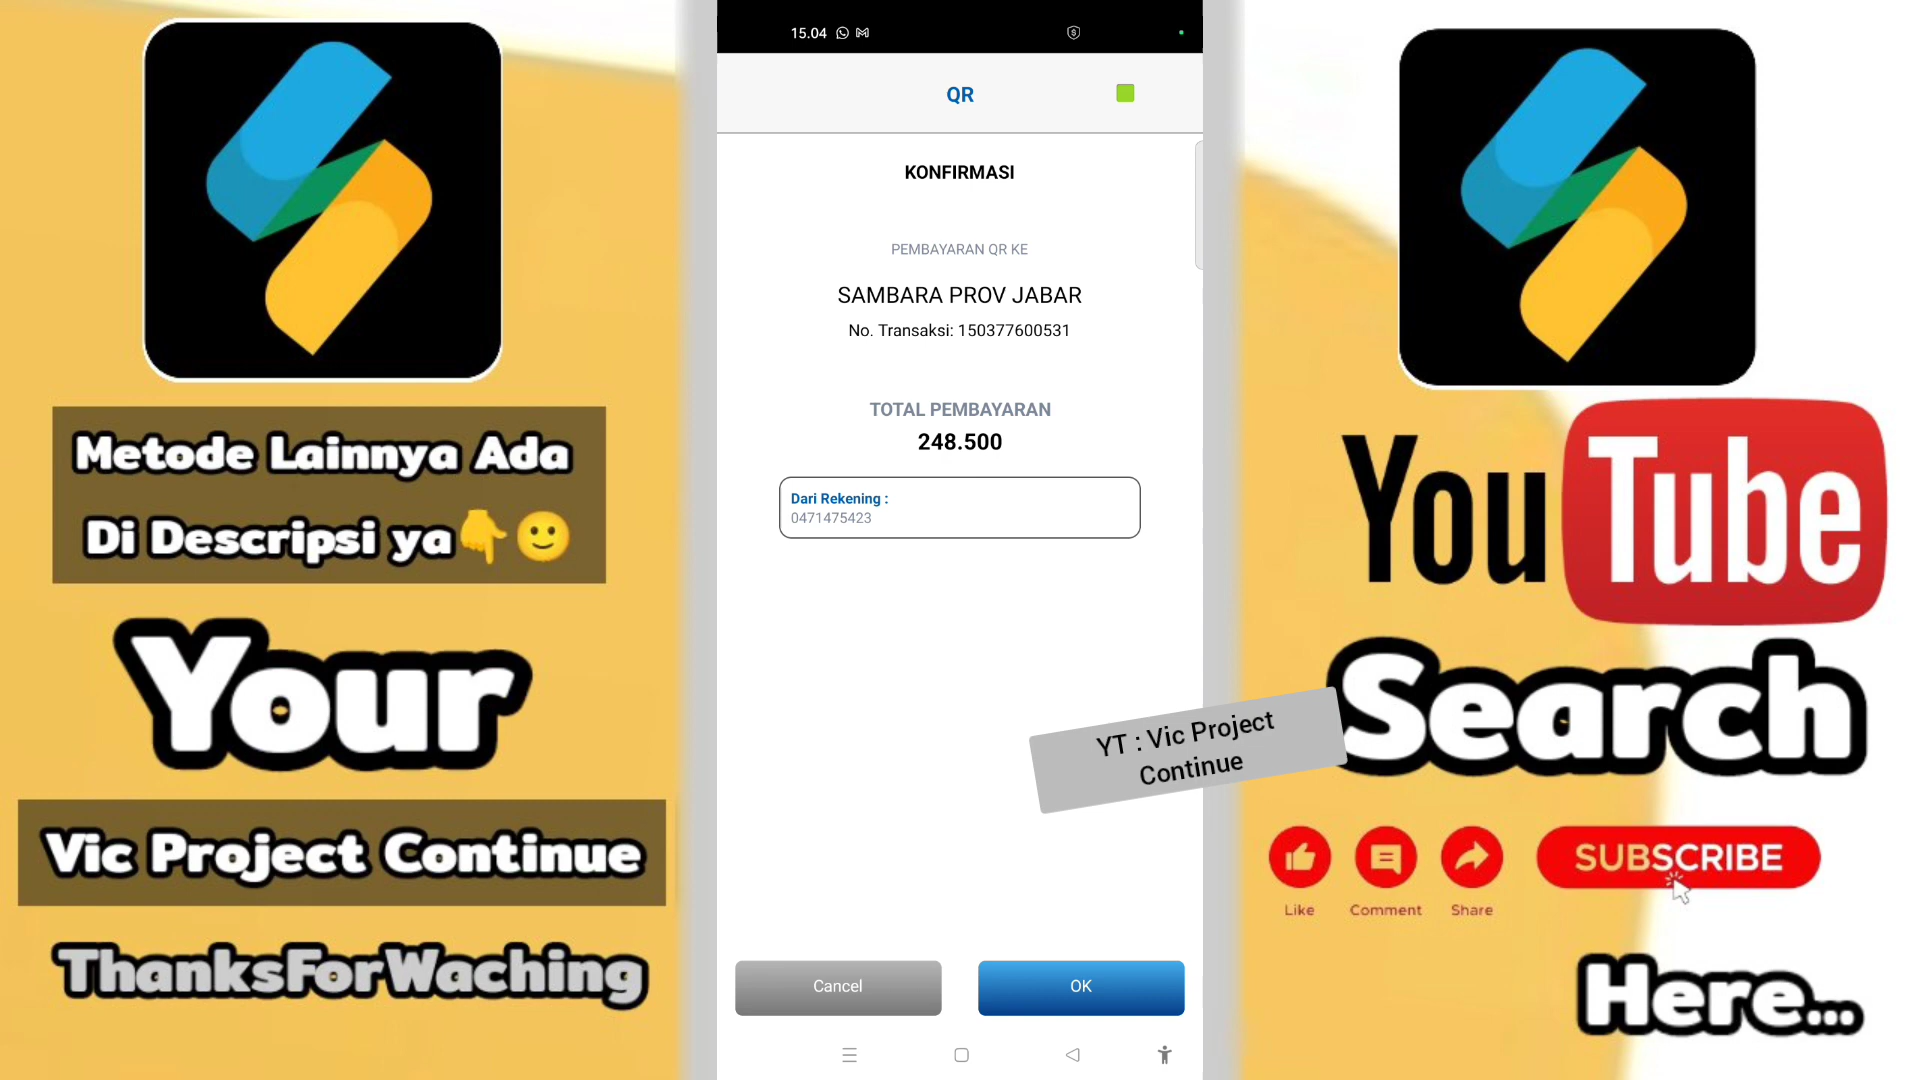 Metode Lainnya Ada
Di Descripsi ya👇🙂
Your
Vic Project Continue
ThanksForWaching
15.04
QR
KONFIRMASI
PEMBAYARAN QR KE
SAMBARA PROV JABAR
No. Transaksi: 150377600531
TOTAL PEMBAYARAN
248.500
Dari Rekening :
0471475423
YT : Vic Project
Continue
Cancel
OK
YouTube
Search
SUBSCRIBE
Like
Comment
Share
Here...